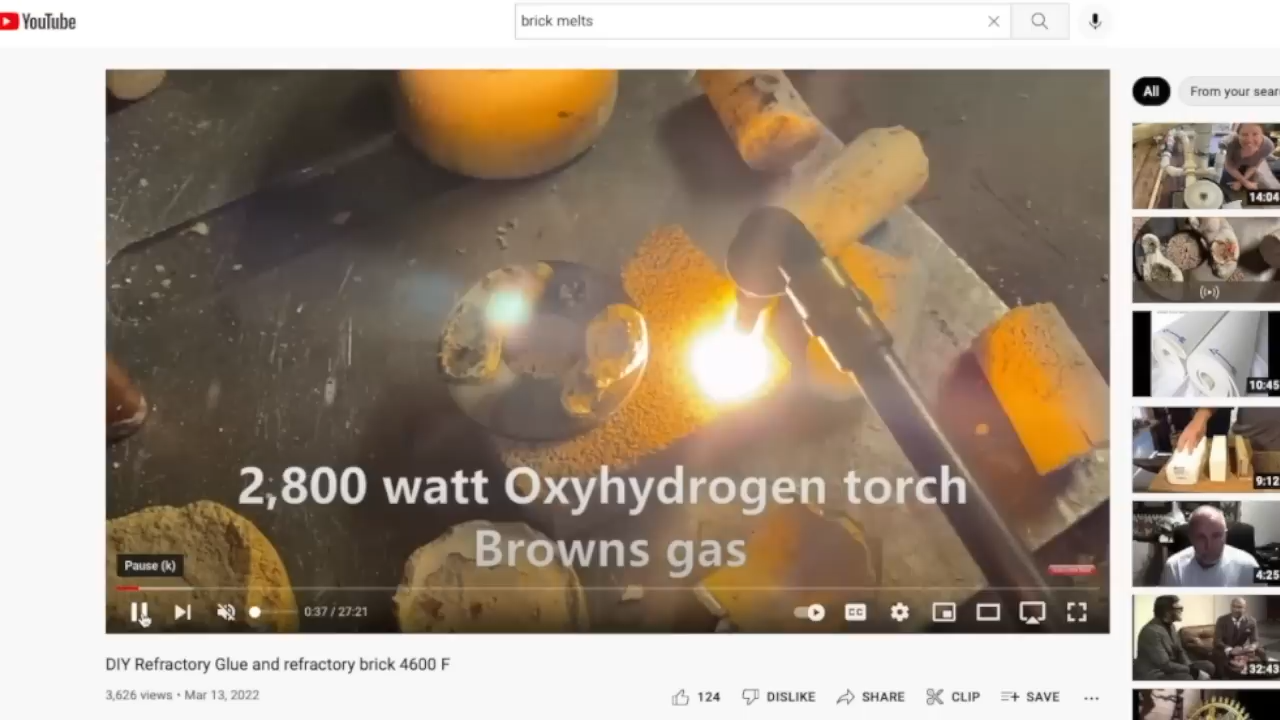 YouTube
brick melts
All
From your sear
14:04
2,800 watt Oxyhydrogen torch
Browns gas
10:45
9:12
4:25
32:43
Pause (k)
0:37 / 27:21
CC
DIY Refractory Glue and refractory brick 4600 F
3,626 views • Mar 13, 2022
124
DISLIKE
SHARE
CLIP
SAVE